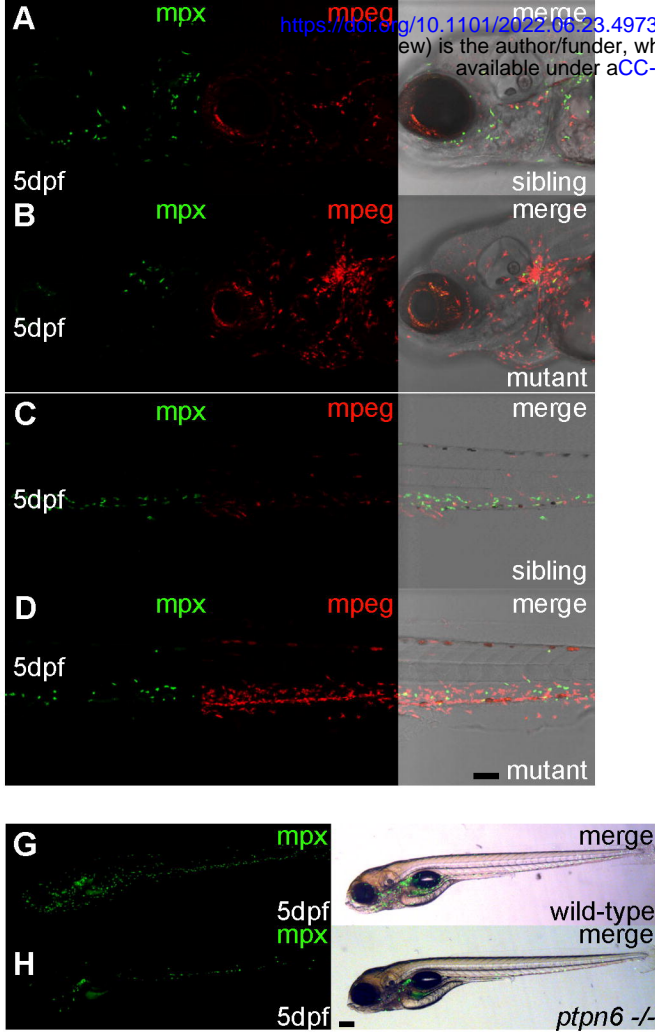 A mpx mpeg merge
https://doi.org/10.1101/2022.06.23.4973
ew) is the author/funder, wh
available under aCC-
5dpf sibling
B mpx mpeg merge
5dpf
mutant
C mpx mpeg merge
5dpf
sibling
D mpx mpeg merge
5dpf
mutant
G mpx merge
5dpf wild-type
H mpx merge
5dpf ptpn6 -/-